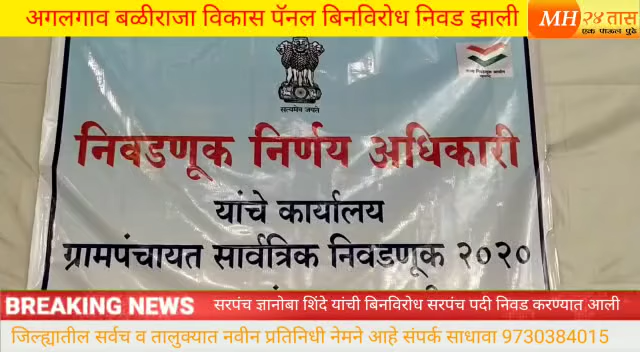 अगलगाव बळीराजा विकास पॅनल बिनविरोध निवड झाली
MH २४ तास
एक पाऊल पुढे
सत्यमेव जयते
निवडणूक निर्णय अधिकारी
यांचे कार्यालय
ग्रामपंचायत सार्वत्रिक निवडणूक २०२०
BREAKING NEWS
सरपंच ज्ञानोबा शिंदे यांची बिनविरोध सरपंच पदी निवड करण्यात आली
जिल्ह्यातील सर्वच व तालुक्यात नवीन प्रतिनिधी नेमने आहे संपर्क साधावा 9730384015